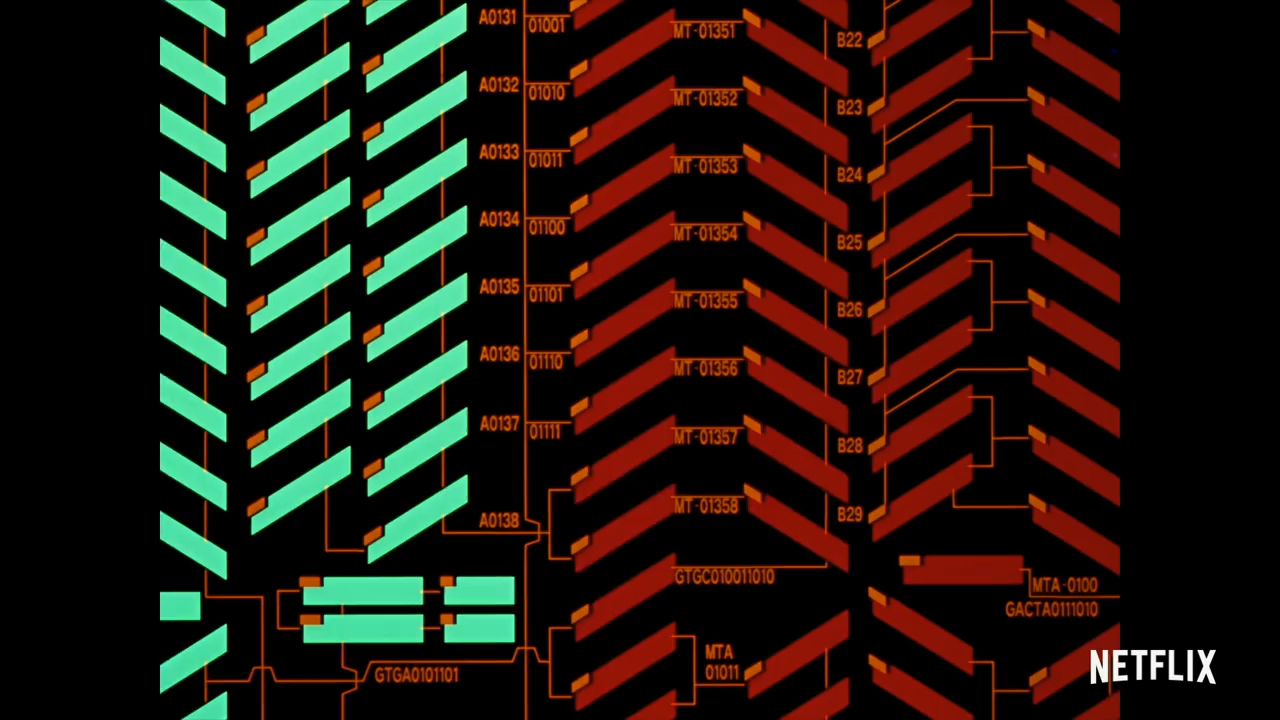 A0131
01001
MT-01351
B22
A0132
01010
MT-01352
B23
A0133
01011
MT-01353
B24
A0134
01100
MT-01354
B25
A0135
01101
MT-01355
B26
A0136
01110
MT-01356
B27
A0137
01111
MT-01357
B28
A0138
MT-01358
B29
GTGC010011010
MTA-0100
GACTA0111010
MTA
01011
GTGA0101101
NETFLIX